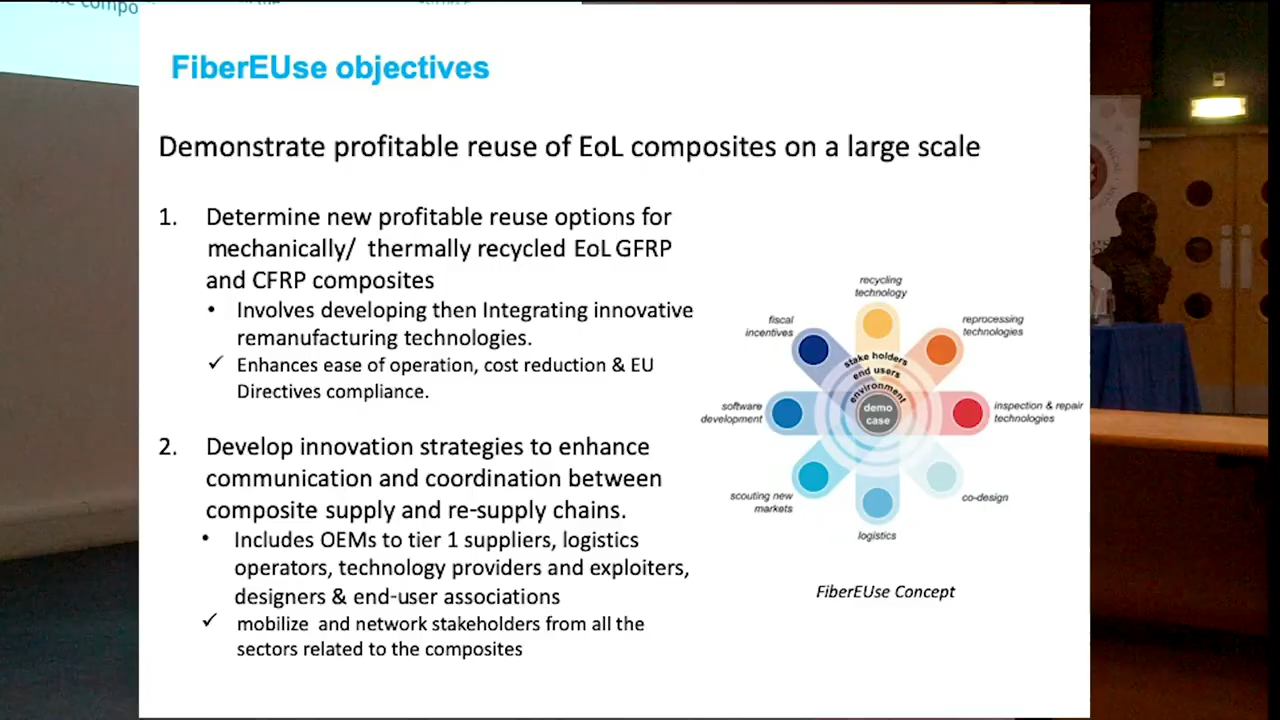 the compo
FiberEUse objectives
Demonstrate profitable reuse of EoL composites on a large scale
1. Determine new profitable reuse options for
mechanically/ thermally recycled EoL GFRP
and CFRP composites
• Involves developing then Integrating innovative
remanufacturing technologies.
✓ Enhances ease of operation, cost reduction & EU
Directives compliance.
2. Develop innovation strategies to enhance
communication and coordination between
composite supply and re-supply chains.
• Includes OEMs to tier 1 suppliers, logistics
operators, technology providers and exploiters,
designers & end-user associations
✓ mobilize and network stakeholders from all the
sectors related to the composites
recycling
technology
fiscal
incentives
reprocessing
technologies
stake holders
end users
environment
demo
case
software
development
inspection & repair
technologies
scouting new
markets
co-design
logistics
FiberEUse Concept